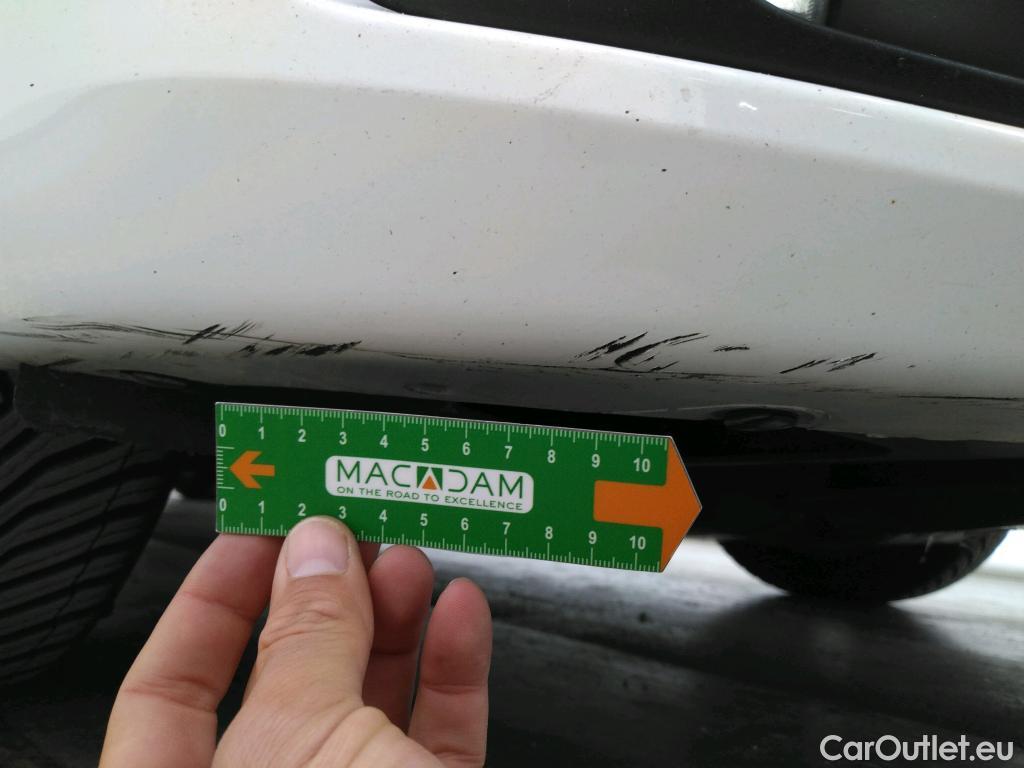 0 1 2 3 4 5 6 7 8 9 10
MACADAM
ON THE ROAD TO EXCELLENCE
0 1 2 3 4 5 6 7 8 9 10
CarOutlet.eu